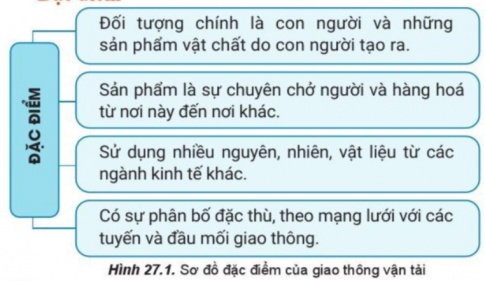 Đối tượng chính là con người và những
sản phẩm vật chất do con người tạo ra.
ĐẶC ĐIỂM
Sản phẩm là sự chuyên chở người và hàng hoá
từ nơi này đến nơi khác.
Sử dụng nhiều nguyên, nhiên, vật liệu từ các
ngành kinh tế khác.
Có sự phân bố đặc thù, theo mạng lưới với các
tuyến và đầu mối giao thông.
Hình 27.1. Sơ đồ đặc điểm của giao thông vận tải